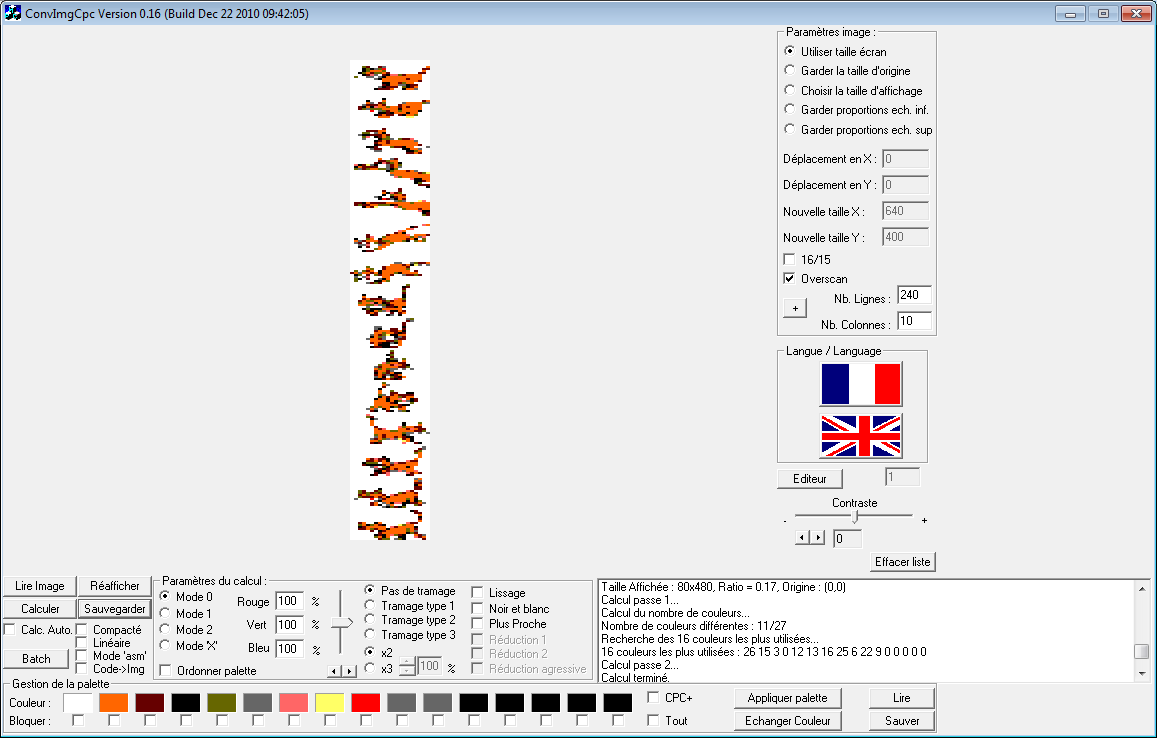 ConvImgCpc Version 0.16 (Build Dec 22 2010 09:42:05)
Paramètres image :
Utiliser taille écran
Garder la taille d'origine
Choisir la taille d'affichage
Garder proportions ech. inf.
Garder proportions ech. sup
Déplacement en X : 0
Déplacement en Y : 0
Nouvelle taille X : 640
Nouvelle taille Y : 400
16/15
Overscan
+ Nb. Lignes : 240
Nb. Colonnes : 10
Langue / Language
Editeur 1
Contraste
- +
0
Effacer liste
Lire Image Réafficher
Calculer Sauvegarder
Calc. Auto. Compacté
Linéaire
Batch Mode 'asm'
Code->Img
Paramètres du calcul :
Mode 0
Mode 1
Mode 2
Mode 'X'
Ordonner palette
Rouge 100 %
Vert 100 %
Bleu 100 %
Pas de tramage
Tramage type 1
Tramage type 2
Tramage type 3
x2
x3 100 %
Lissage
Noir et blanc
Plus Proche
Réduction 1
Réduction 2
Réduction agressive
Taille Affichée : 80x480, Ratio = 0.17, Origine : (0,0)
Calcul passe 1...
Calcul du nombre de couleurs...
Nombre de couleurs différentes : 11/27
Recherche des 16 couleurs les plus utilisées...
16 couleurs les plus utilisées : 26 15 3 0 12 13 16 25 6 22 9 0 0 0 0 0
Calcul passe 2...
Calcul terminé.
Gestion de la palette
Couleur :
Bloquer :
CPC+
Tout
Appliquer palette Lire
Echanger Couleur Sauver